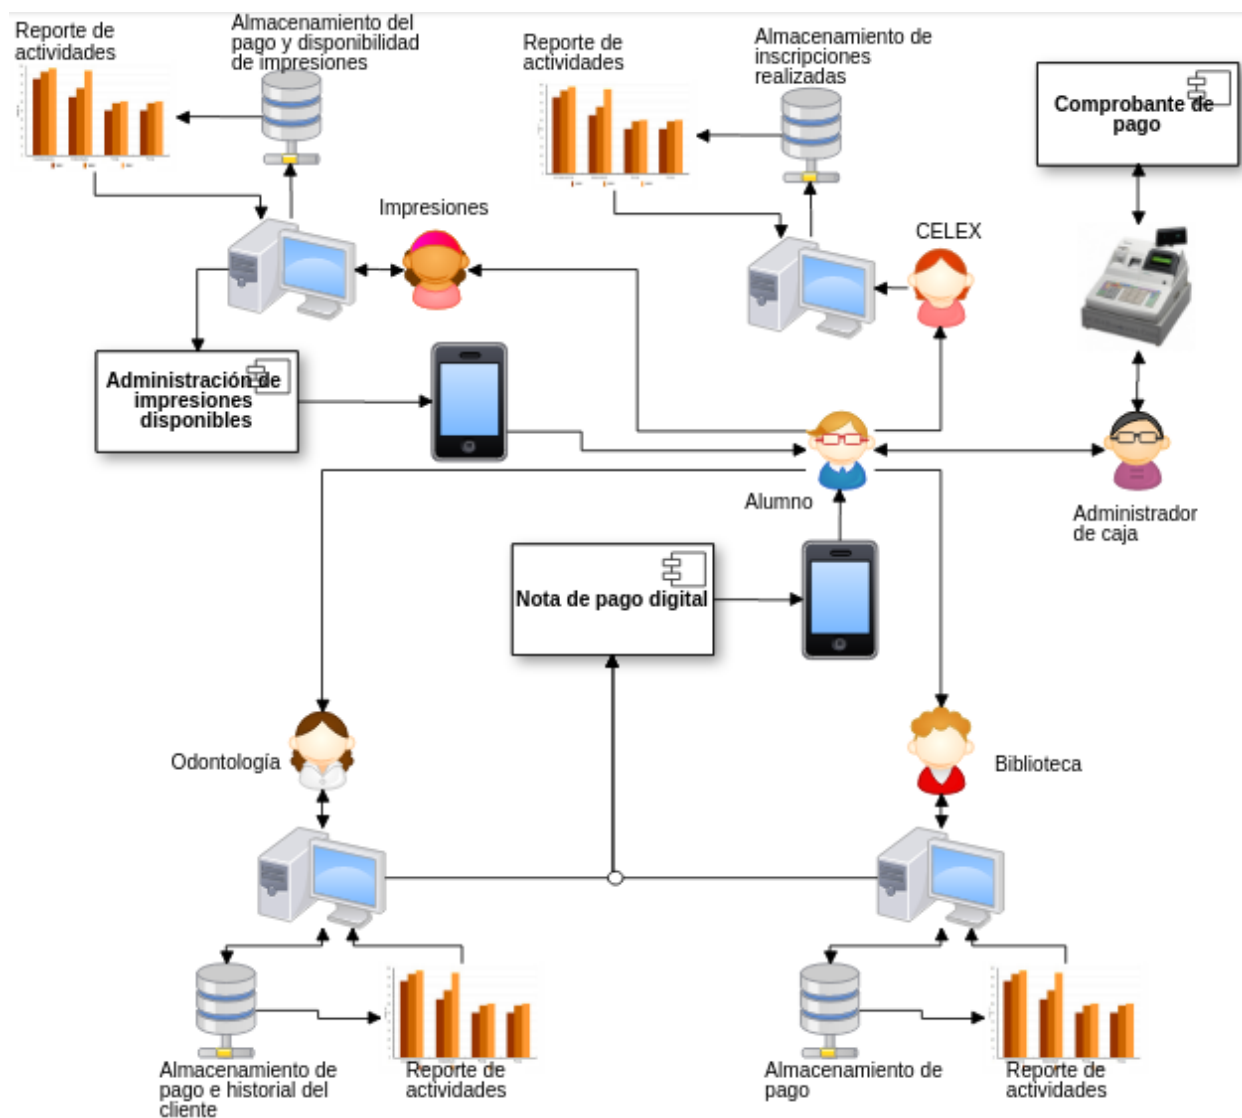 Reporte de
actividades
Almacenamiento del
pago y disponibilidad
de impresiones
Reporte de
actividades
Almacenamiento de
inscripciones
realizadas
Comprobante de
pago
Impresiones
CELEX
Administración de
impresiones
disponibles
Alumno
Administrador
de caja
Nota de pago digital
Odontología
Biblioteca
Almacenamiento de
pago e historial del
cliente
Reporte de
actividades
Almacenamiento de
pago
Reporte de
actividades